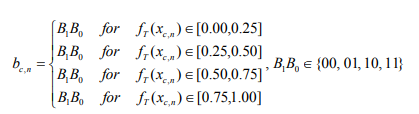 B₁B₀ for f_T(x_{c,n}) ∈ [0.00,0.25]
B₁B₀ for f_T(x_{c,n}) ∈ [0.25,0.50]
b_{c,n} = { , B₁B₀ ∈ {00, 01, 10, 11}
B₁B₀ for f_T(x_{c,n}) ∈ [0.50,0.75]
B₁B₀ for f_T(x_{c,n}) ∈ [0.75,1.00]